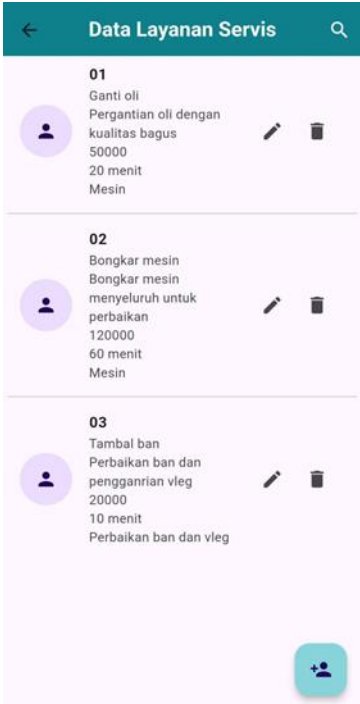 Data Layanan Servis
01
Ganti oli
Pergantian oli dengan
kualitas bagus
50000
20 menit
Mesin
02
Bongkar mesin
Bongkar mesin
menyeluruh untuk
perbaikan
120000
60 menit
Mesin
03
Tambal ban
Perbaikan ban dan
pengganrian vleg
20000
10 menit
Perbaikan ban dan vleg